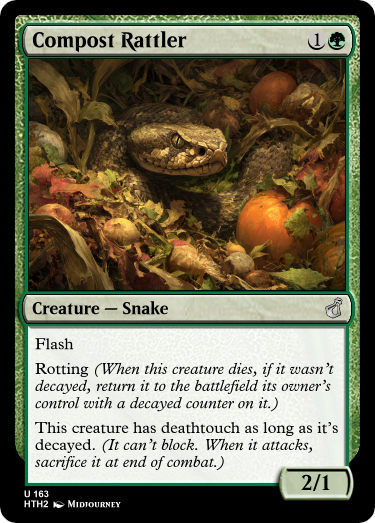 Compost Rattler 1
Creature — Snake
Flash
Rotting (When this creature dies, if it wasn't
decayed, return it to the battlefield its owner's
control with a decayed counter on it.)
This creature has deathtouch as long as it's
decayed. (It can't block. When it attacks,
sacrifice it at end of combat.)
2/1
U 163
HTH2 Midjourney